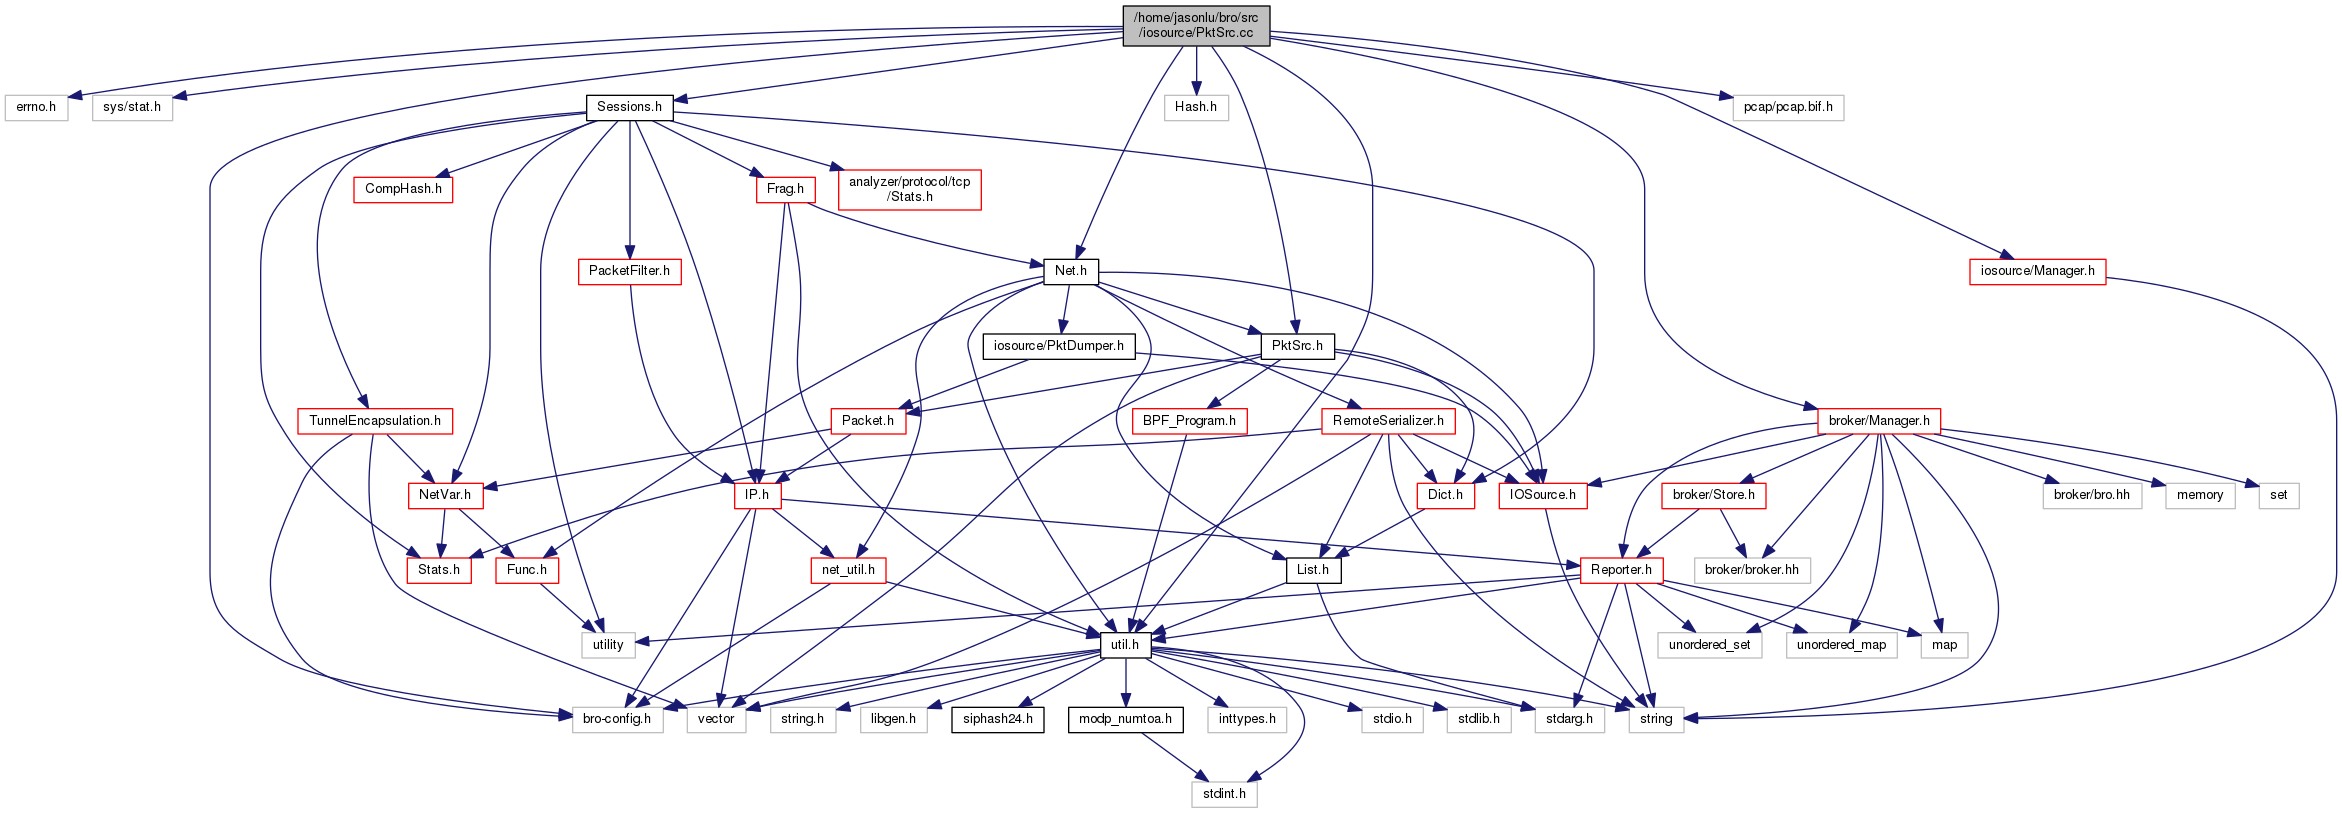 /home/jasonlu/bro/src
/iosource/PktSrc.cc
errno.h
sys/stat.h
Sessions.h
Hash.h
pcap/pcap.bif.h
CompHash.h
Frag.h
analyzer/protocol/tcp
/Stats.h
PacketFilter.h
Net.h
iosource/Manager.h
iosource/PktDumper.h
PktSrc.h
TunnelEncapsulation.h
Packet.h
BPF_Program.h
RemoteSerializer.h
broker/Manager.h
NetVar.h
IP.h
Dict.h
IOSource.h
broker/Store.h
broker/bro.hh
memory
set
Stats.h
Func.h
net_util.h
List.h
Reporter.h
broker/broker.hh
utility
util.h
unordered_set
unordered_map
map
bro-config.h
vector
string.h
libgen.h
siphash24.h
modp_numtoa.h
inttypes.h
stdio.h
stdlib.h
stdarg.h
string
stdint.h